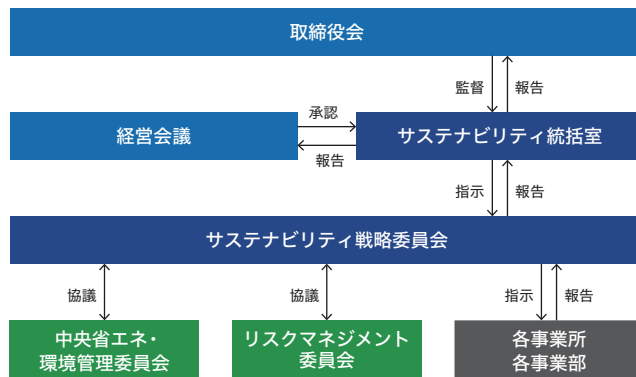 取締役会
監督
報告
経営会議
承認
報告
サステナビリティ統括室
指示
報告
サステナビリティ戦略委員会
協議
協議
指示
報告
中央省エネ・
環境管理委員会
リスクマネジメント
委員会
各事業所
各事業部